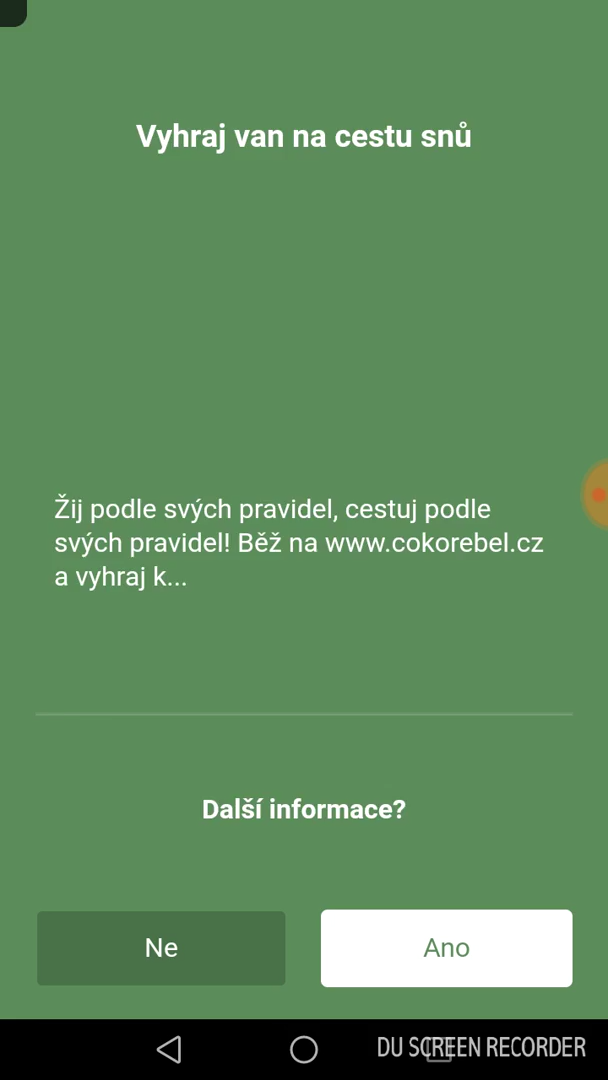 Vyhraj van na cestu snů
Žij podle svých pravidel, cestuj podle
svých pravidel! Běž na www.cokorebel.cz
a vyhraj k...
Další informace?
Ne
Ano
DU SCREEN RECORDER